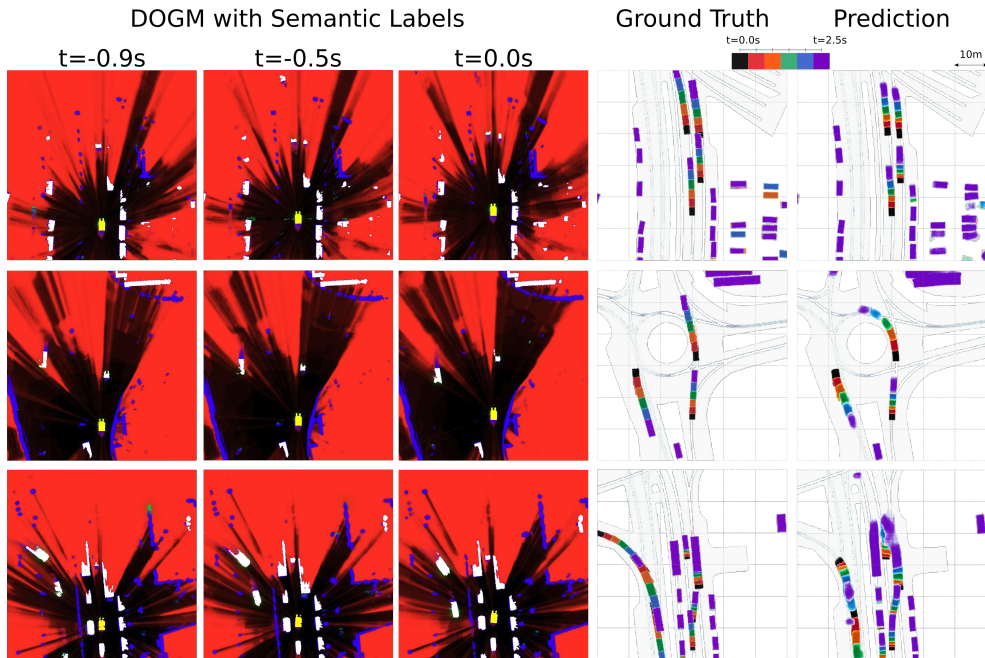 DOGM with Semantic Labels
Ground Truth
Prediction
t=0.0s
t=2.5s
t=-0.9s
t=-0.5s
t=0.0s
10m